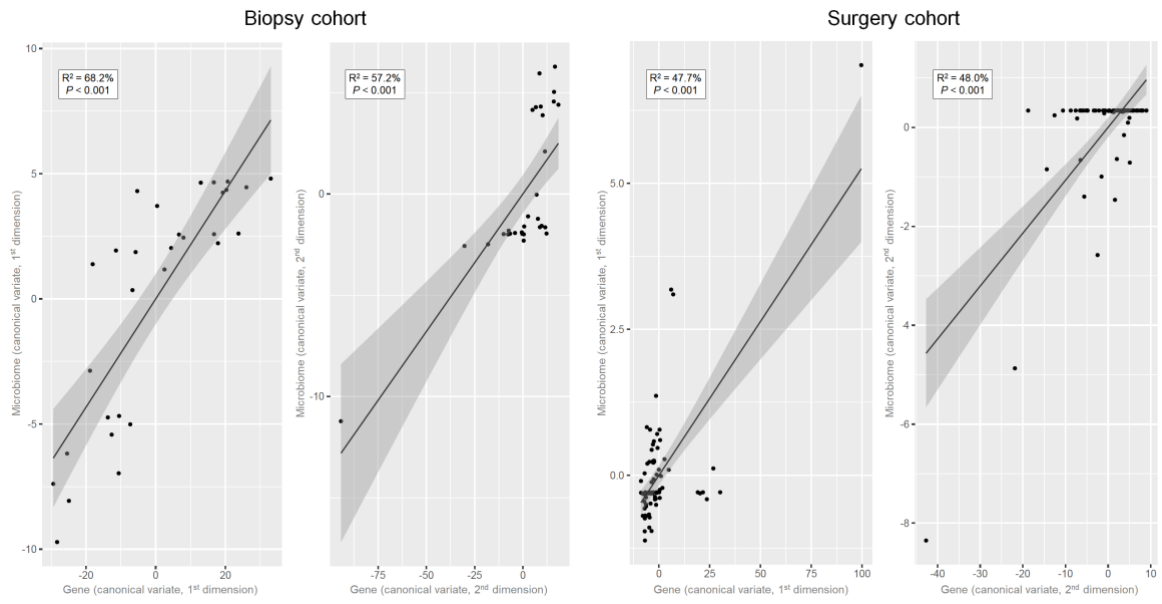 Biopsy cohort
Surgery cohort
R² = 68.2%
P < 0.001
10
5
0
-5
-10
-20
0
20
Microbiome (canonical variate, 1st dimension)
Gene (canonical variate, 1st dimension)
R² = 57.2%
P < 0.001
0
-10
-75
-50
-25
0
Microbiome (canonical variate, 2nd dimension)
Gene (canonical variate, 2nd dimension)
R² = 47.7%
P < 0.001
5.0
2.5
0.0
0
25
50
75
100
Microbiome (canonical variate, 1st dimension)
Gene (canonical variate, 1st dimension)
R² = 48.0%
P < 0.001
0
-2
-4
-6
-8
-40
-30
-20
-10
0
10
Microbiome (canonical variate, 2nd dimension)
Gene (canonical variate, 2nd dimension)